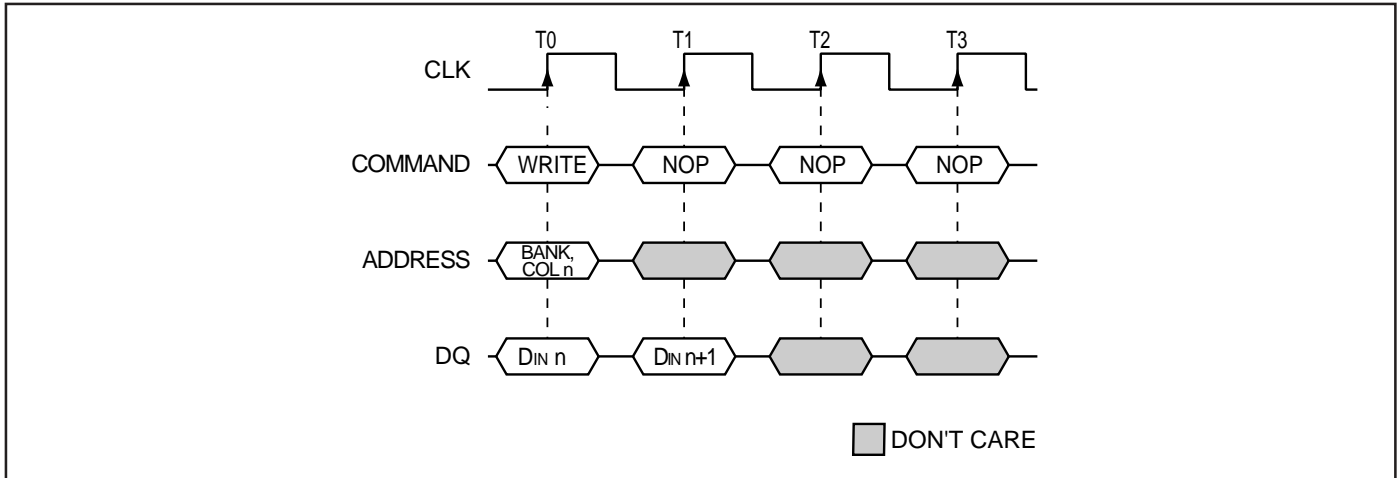 T0 T1 T2 T3
CLK
COMMAND WRITE NOP NOP NOP
ADDRESS BANK,
COL n
DQ DIN n DIN n+1
DON'T CARE